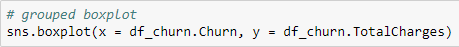 # grouped boxplot
sns.boxplot(x = df_churn.Churn, y = df_churn.TotalCharges)